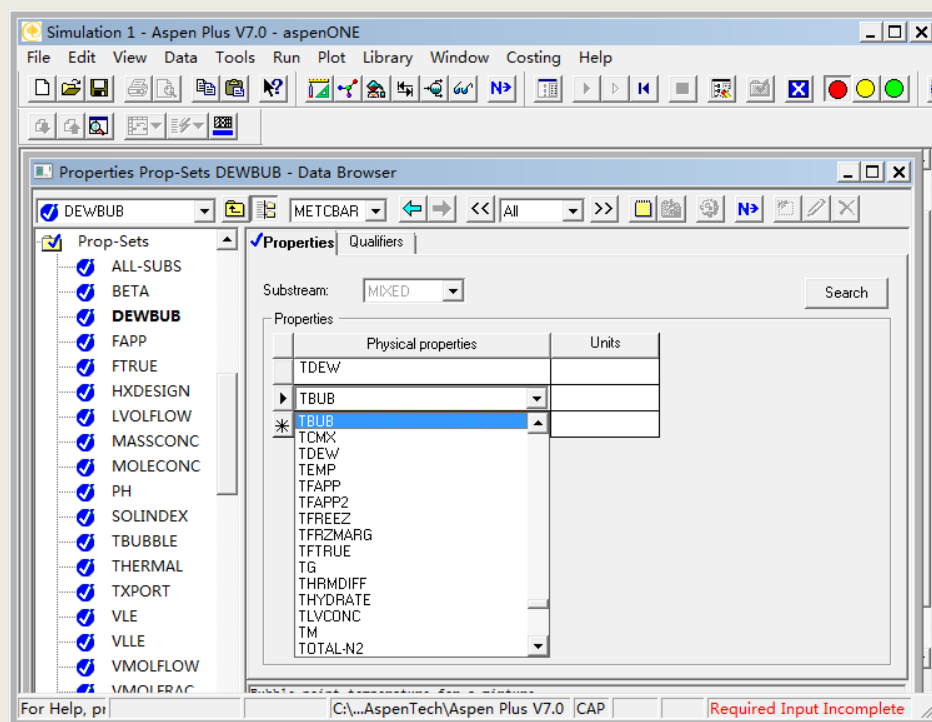 Simulation 1 - Aspen Plus V7.0 - aspenONE
File Edit View Data Tools Run Plot Library Window Costing Help
N
Properties Prop-Sets DEWBUB - Data Browser
DEWBUB
METCBAR
<< All >>
N
Prop-Sets
ALL-SUBS
BETA
DEWBUB
FAPP
FTRUE
HXDESIGN
LVOLFLOW
MASSCONC
MOLECONC
PH
SOLINDEX
TBUBBLE
THERMAL
TXPORT
VLE
VLLE
VMOLFLOW
VMOLFRAC
Properties Qualifiers
Substream: MIXED
Search
Properties
Physical properties Units
TDEW
TBUB
TBUB
TCMX
TDEW
TEMP
TFAPP
TFAPP2
TFREEZ
TFRZMARG
TFTRUE
TG
THRMDIFF
THYDRATE
TLVCONC
TM
TOTAL-N2
Bubble point temperature for a mixture
For Help, pr
C:\...AspenTech\Aspen Plus V7.0 CAP
Required Input Incomplete